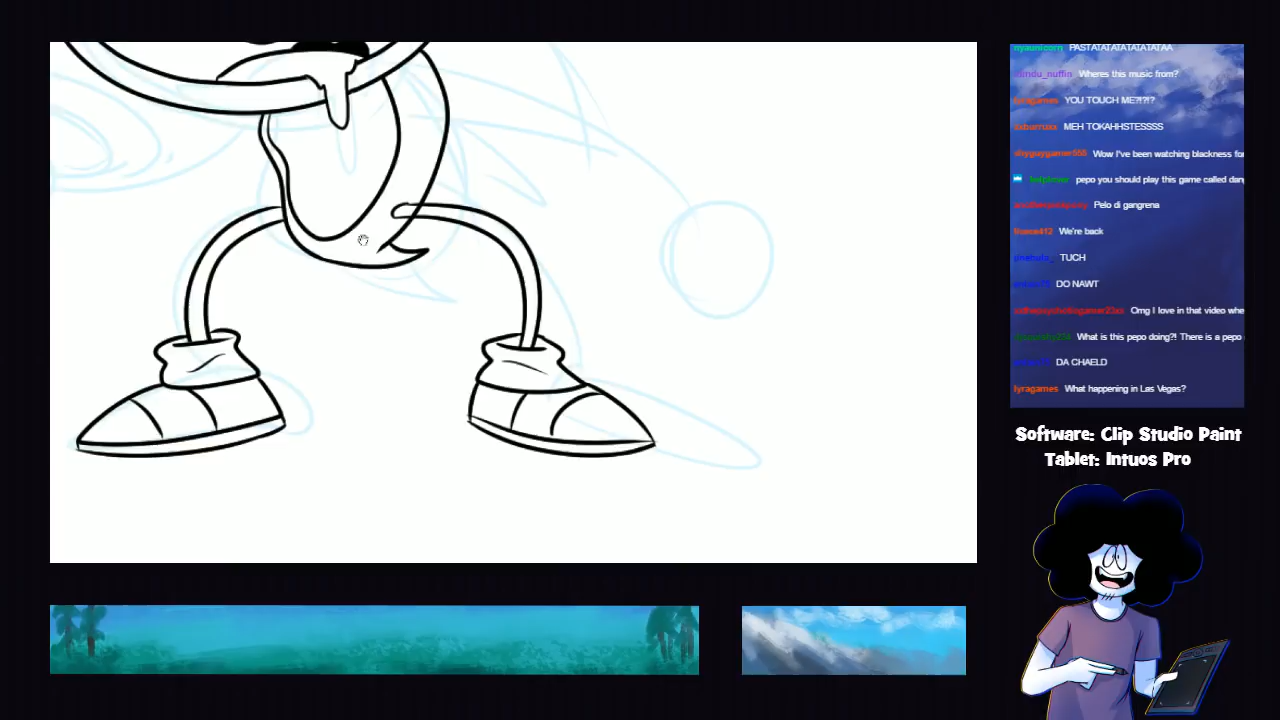 PASTATATATATATATAA
Wheres this music from?
YOU TOUCH ME?!?!?
MEH TOKAHHSTESSSS
Wow I've been watching blackness for
pepo you should play this game called dan
Pelo di gangrena
We're back
TUCH
DO NAWT
Omg I love in that video whe
What is this pepo doing?! There is a pepo
DA CHAELD
lyragames What happening in Las Vegas?
Software: Clip Studio Paint
Tablet: Intuos Pro